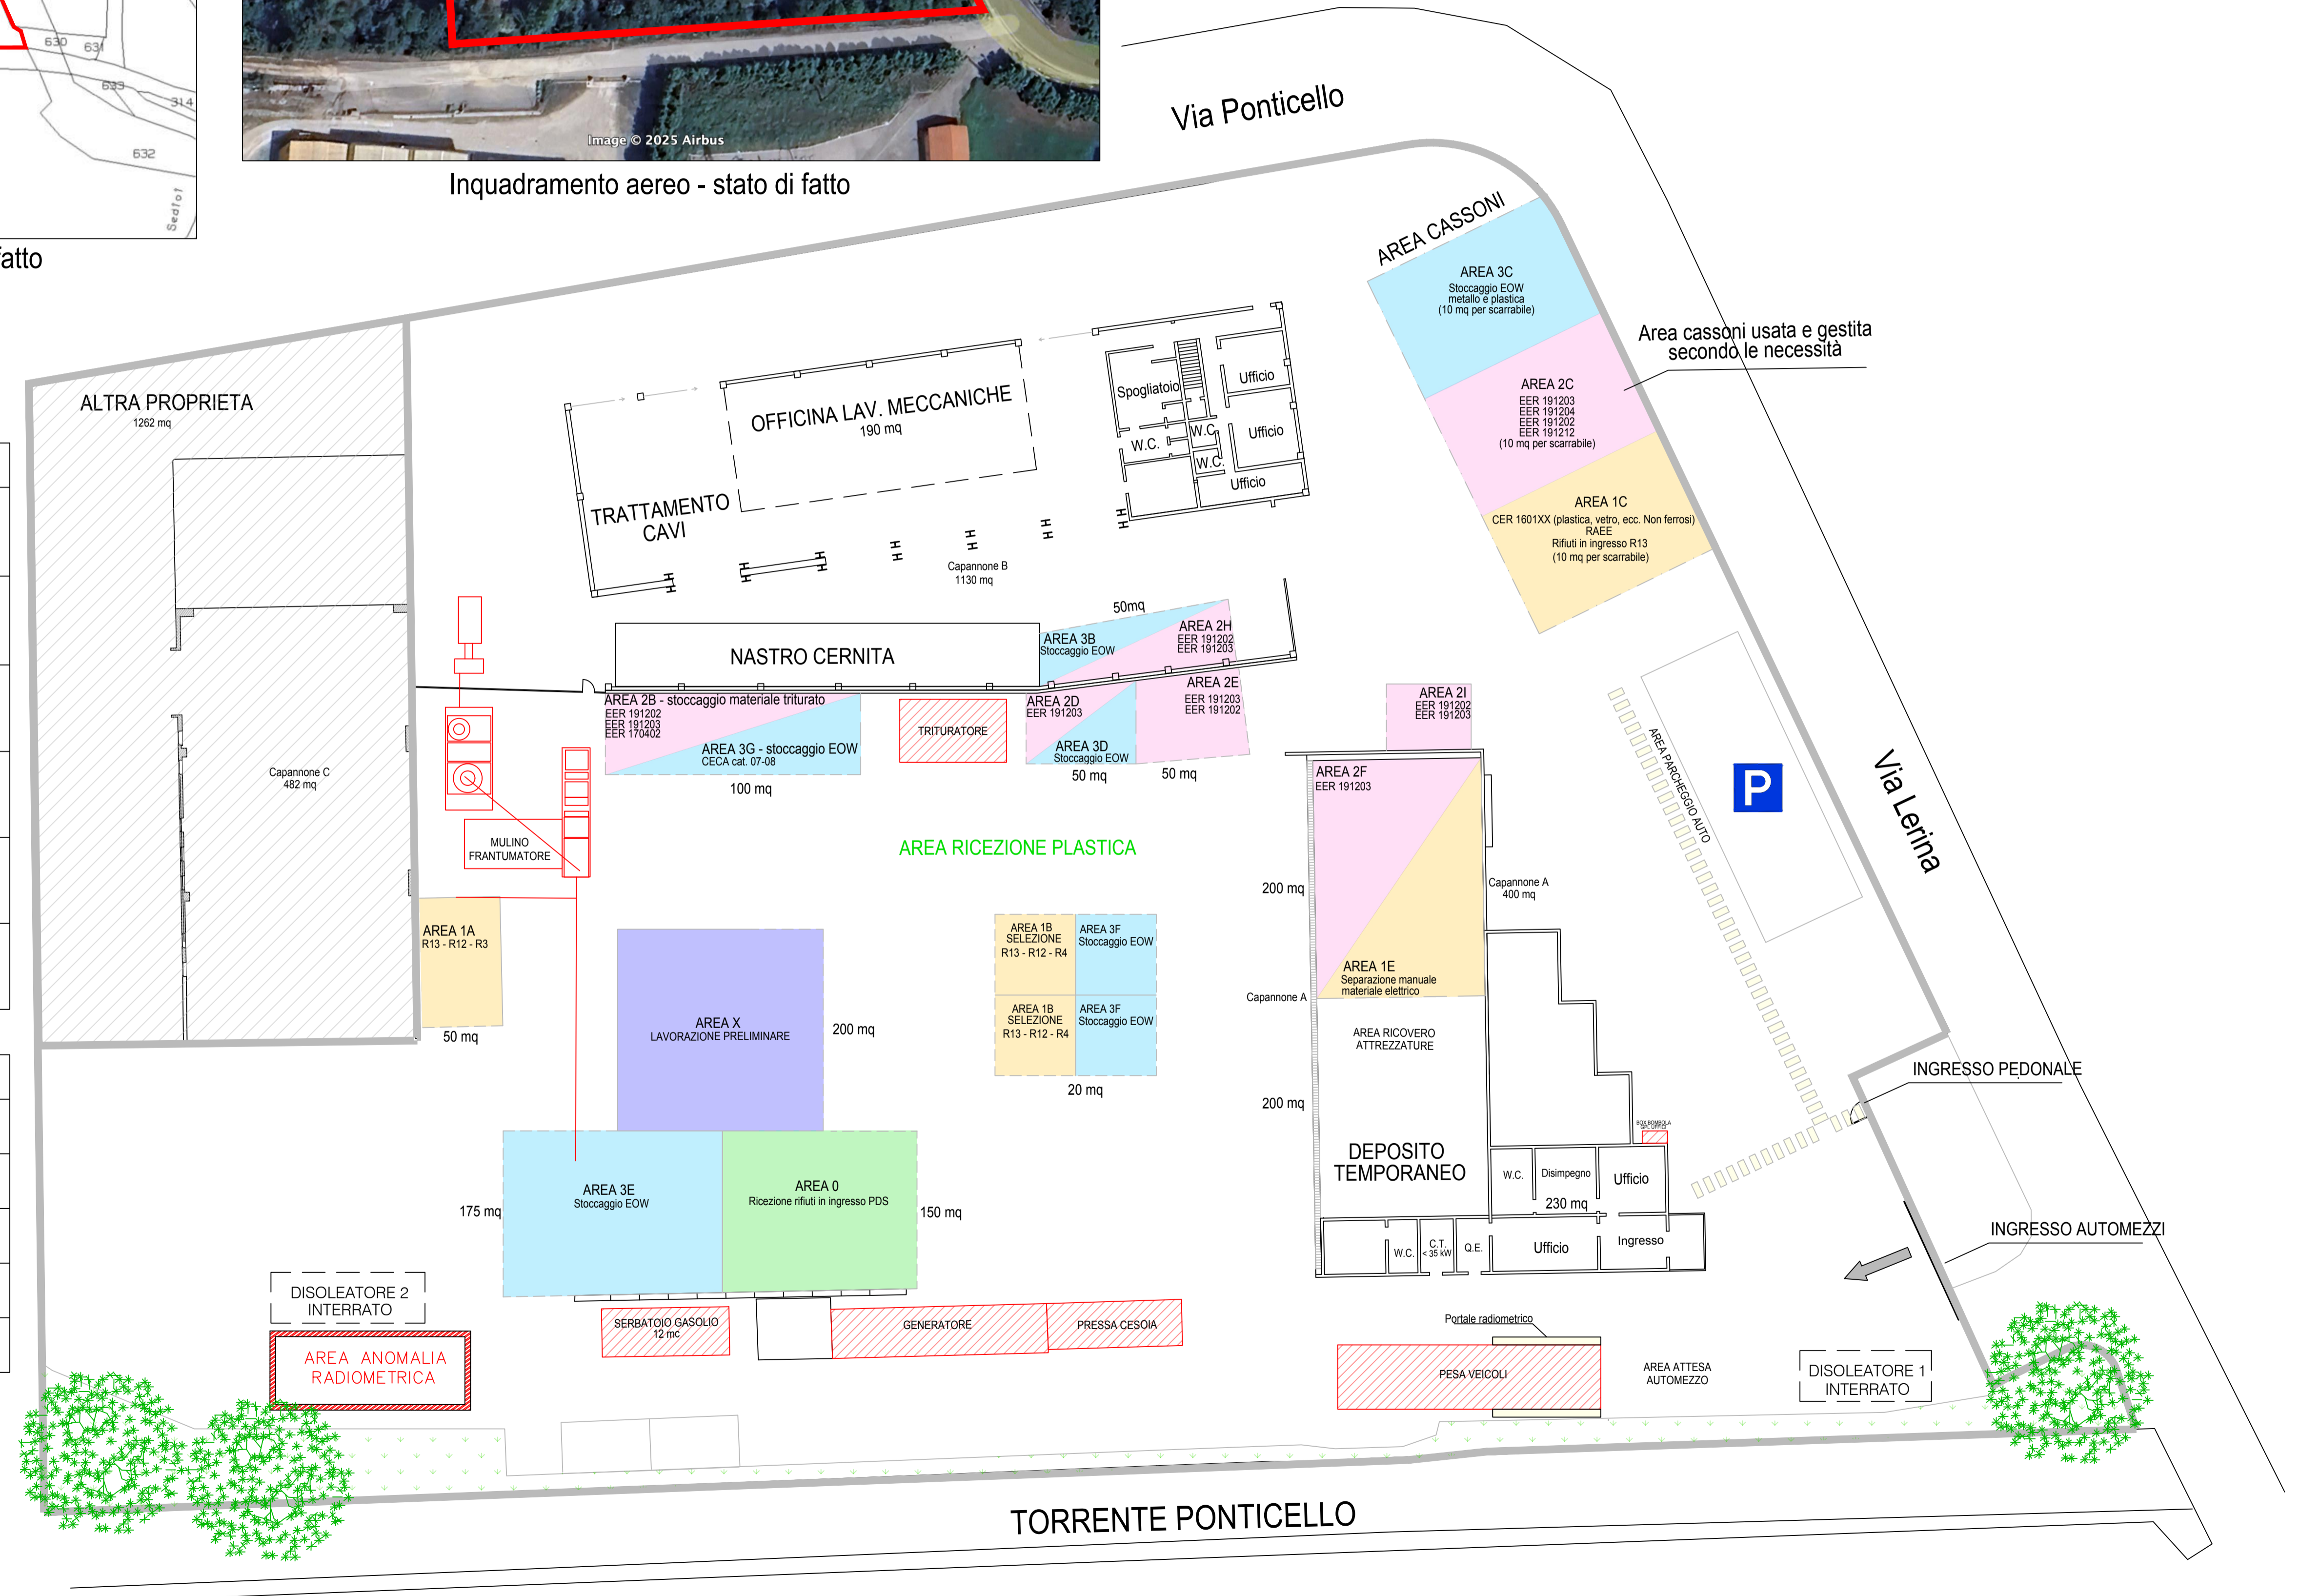 630
631
633
314
632
Sedfo1
fatto
Image © 2025 Airbus
Inquadramento aereo - stato di fatto
Via Ponticello
AREA CASSONI
AREA 3C
Stoccaggio EOW
metallo e plastica
(10 mq per scarrabile)
Area cassoni usata e gestita
secondo le necessità
AREA 2C
EER 191203
EER 191204
EER 191202
EER 191212
(10 mq per scarrabile)
AREA 1C
CER 1601XX (plastica, vetro, ecc. Non ferrosi)
RAEE
Rifiuti in ingresso R13
(10 mq per scarrabile)
ALTRA PROPRIETA
1262 mq
OFFICINA LAV. MECCANICHE
190 mq
TRATTAMENTO
CAVI
Spogliatoio
Ufficio
W.C.
W.C.
W.C.
Ufficio
Ufficio
Capannone B
1130 mq
50mq
NASTRO CERNITA
AREA 3B
Stoccaggio EOW
AREA 2H
EER 191202
EER 191203
AREA 2B - stoccaggio materiale triturato
EER 191202
EER 191203
EER 170402
AREA 3G - stoccaggio EOW
CECA cat. 07-08
100 mq
TRITURATORE
AREA 2D
EER 191203
AREA 3D
Stoccaggio EOW
50 mq
AREA 2E
EER 191203
EER 191202
50 mq
AREA 2I
EER 191202
EER 191203
Capannone C
482 mq
MULINO
FRANTUMATORE
AREA RICEZIONE PLASTICA
AREA 2F
EER 191203
200 mq
Capannone A
400 mq
AREA PARCHEGGIO AUTO
P
Via Lerina
AREA 1A
R13 - R12 - R3
50 mq
AREA X
LAVORAZIONE PRELIMINARE
200 mq
AREA 1B
SELEZIONE
R13 - R12 - R4
AREA 3F
Stoccaggio EOW
AREA 1B
SELEZIONE
R13 - R12 - R4
AREA 3F
Stoccaggio EOW
20 mq
AREA 1E
Separazione manuale
materiale elettrico
Capannone A
AREA RICOVERO
ATTREZZATURE
200 mq
DEPOSITO
TEMPORANEO
BOX BOMBOLA
GPL UFFICI
W.C.
Disimpegno
Ufficio
230 mq
W.C.
C.T.
< 35 kW
Q.E.
Ufficio
Ingresso
INGRESSO PEDONALE
INGRESSO AUTOMEZZI
AREA 3E
Stoccaggio EOW
175 mq
AREA 0
Ricezione rifiuti in ingresso PDS
150 mq
DISOLEATORE 2
INTERRATO
AREA ANOMALIA
RADIOMETRICA
SERBATOIO GASOLIO
12 mc
GENERATORE
PRESSA CESOIA
Portale radiometrico
PESA VEICOLI
AREA ATTESA
AUTOMEZZO
DISOLEATORE 1
INTERRATO
TORRENTE PONTICELLO